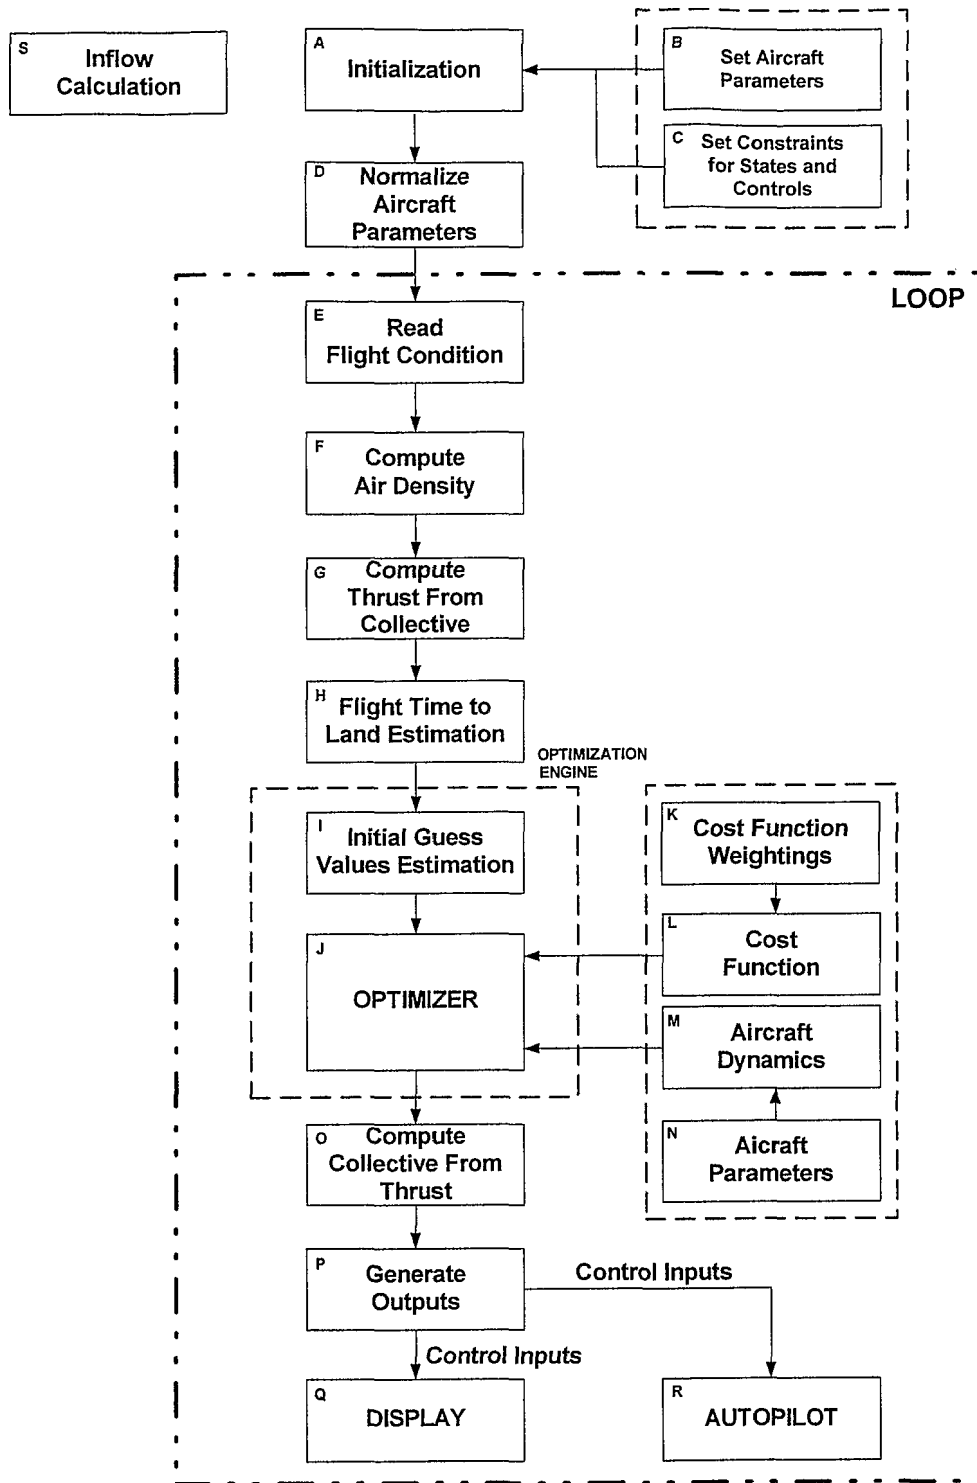 S
Inflow
Calculation
A
Initialization
B
Set Aircraft
Parameters
C
Set Constraints
for States and
Controls
D
Normalize
Aircraft
Parameters
LOOP
E
Read
Flight Condition
F
Compute
Air Density
G
Compute
Thrust From
Collective
H
Flight Time to
Land Estimation
OPTIMIZATION
ENGINE
I
Initial Guess
Values Estimation
J
OPTIMIZER
K
Cost Function
Weightings
L
Cost
Function
M
Aircraft
Dynamics
N
Aicraft
Parameters
O
Compute
Collective From
Thrust
P
Generate
Outputs
Control Inputs
Control Inputs
Q
DISPLAY
R
AUTOPILOT